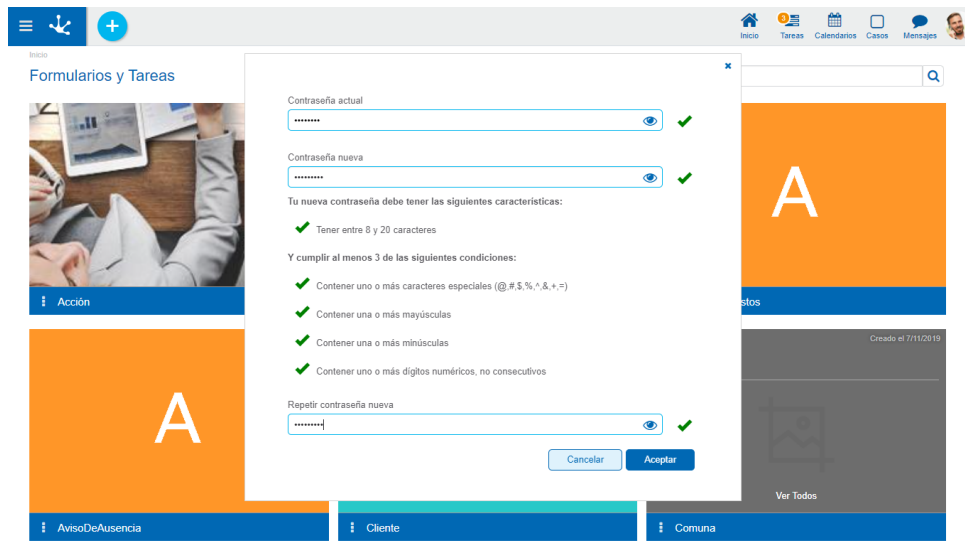 3
Inicio
Tareas
Calendarios
Casos
Mensajes
Inicio
Formularios y Tareas
Contraseña actual
••••••••
Contraseña nueva
•••••••••
Tu nueva contraseña debe tener las siguientes características:
Tener entre 8 y 20 caracteres
Y cumplir al menos 3 de las siguientes condiciones:
Contener uno o más caracteres especiales (@,#,$,%,^,&,+,=)
Contener una o más mayúsculas
Contener una o más minúsculas
Contener uno o más dígitos numéricos, no consecutivos
Repetir contraseña nueva
•••••••••
Cancelar
Aceptar
A
Acción
stos
A
Creado el 7/11/2019
Ver Todos
AvisoDeAusencia
Cliente
Comuna